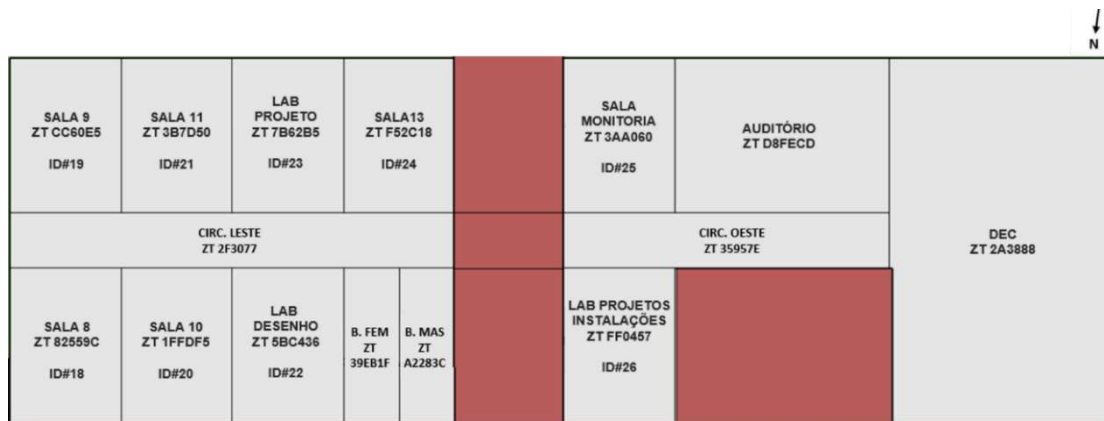 N
SALA 9
ZT CC60E5
ID#19
SALA 11
ZT 3B7D50
ID#21
LAB
PROJETO
ZT 7B62B5
ID#23
SALA13
ZT F52C18
ID#24
SALA
MONITORIA
ZT 3AA060
ID#25
AUDITÓRIO
ZT D8FECD
CIRC. LESTE
ZT 2F3077
CIRC. OESTE
ZT 35957E
DEC
ZT 2A3888
SALA 8
ZT 82559C
ID#18
SALA 10
ZT 1FFDF5
ID#20
LAB
DESENHO
ZT 5BC436
ID#22
B. FEM
ZT
39EB1F
B. MAS
ZT
A2283C
LAB PROJETOS
INSTALAÇÕES
ZT FF0457
ID#26